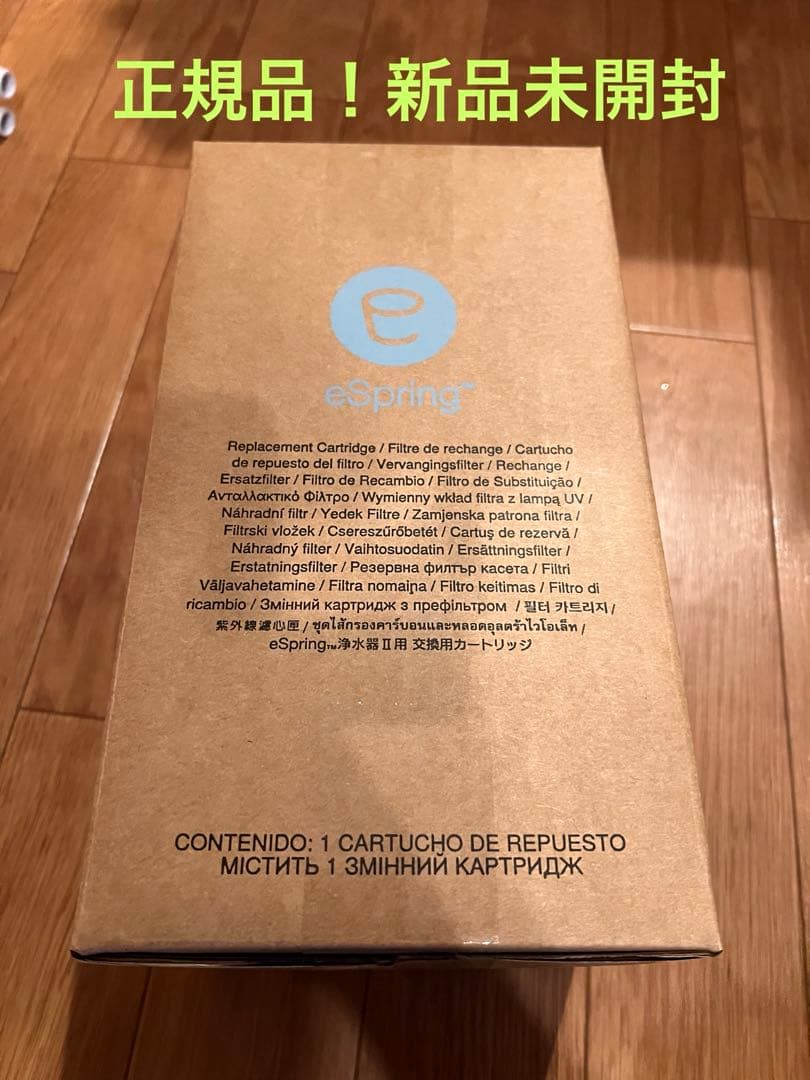 正規品！新品未開封
eSpring™
Replacement Cartridge / Filtre de rechange / Cartucho
de repuesto del filtro / Vervangingsfilter / Rechange /
Ersatzfilter / Filtro de Recambio / Filtro de Substituição /
Ανταλλακτικό Φίλτρο / Wymienny wkład filtra z lampą UV /
Náhradní filtr / Yedek Filtre / Zamjenska patrona filtra /
Filtrski vložek / Csereszűrőbetét / Cartuş de rezervă /
Náhradný filter / Vaihtosuodatin / Ersättningsfilter /
Erstatningsfilter / Резервна филтър касета / Filtri
Väljavahetamine / Filtra nomaiņa / Filtro keitimas / Filtro di
ricambio / Змінний картридж з префільтром / 필터 카트리지 /
紫外線濾心匣 / ชุดไส้กรองคาร์บอนและหลอดอุลตร้าไวโอเล็ท /
eSpring™浄水器Ⅱ用 交換用カートリッジ
CONTENIDO: 1 CARTUCHO DE REPUESTO
МІСТИТЬ 1 ЗМІННИЙ КАРТРИДЖ